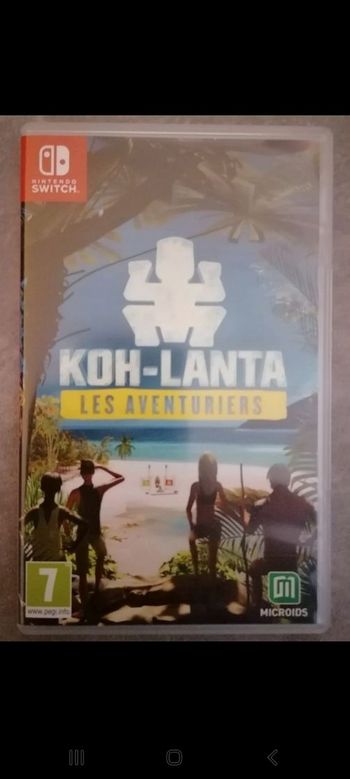 NINTENDO
SWITCH.
KOH-LANTA
LES AVENTURIERS
7
www.pegi.info
MICROIDS